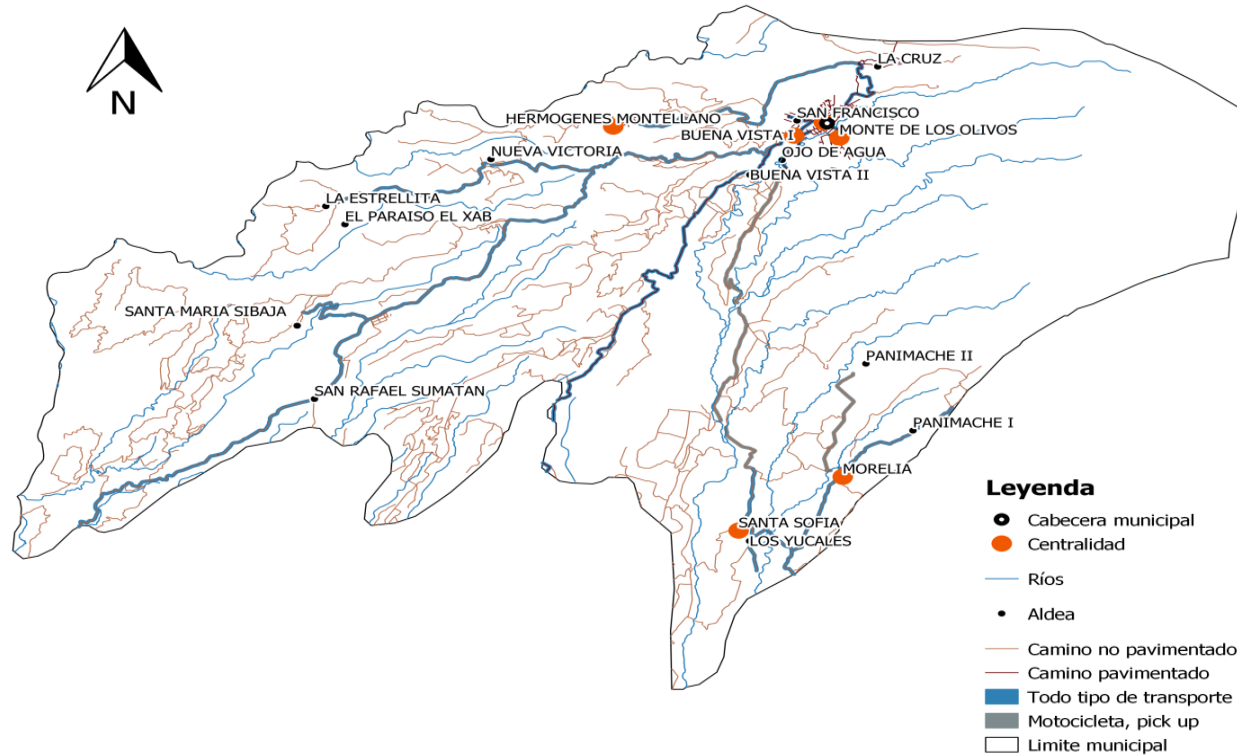 N
LA CRUZ
HERMOGENES MONTELLANO
SAN FRANCISCO
BUENA VISTA I
MONTE DE LOS OLIVOS
NUEVA VICTORIA
OJO DE AGUA
BUENA VISTA II
LA ESTRELLITA
EL PARAISO EL XAB
SANTA MARIA SIBAJA
SAN RAFAEL SUMATAN
PANIMACHE II
PANIMACHE I
MORELIA
SANTA SOFIA
LOS YUCALES
Leyenda
Cabecera municipal
Centralidad
Ríos
Aldea
Camino no pavimentado
Camino pavimentado
Todo tipo de transporte
Motocicleta, pick up
Limite municipal